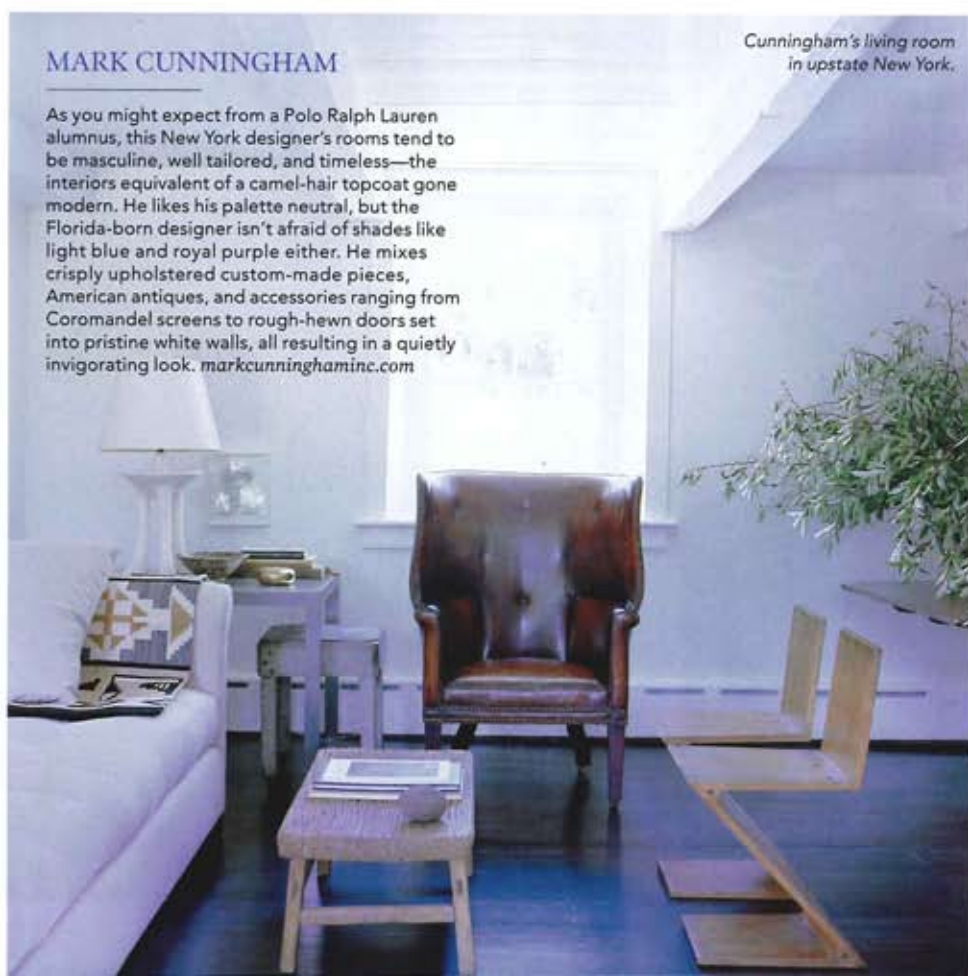 MARK CUNNINGHAM
As you might expect from a Polo Ralph Lauren
alumnus, this New York designer's rooms tend to
be masculine, well tailored, and timeless—the
interiors equivalent of a camel-hair topcoat gone
modern. He likes his palette neutral, but the
Florida-born designer isn't afraid of shades like
light blue and royal purple either. He mixes
crisply upholstered custom-made pieces,
American antiques, and accessories ranging from
Coromandel screens to rough-hewn doors set
into pristine white walls, all resulting in a quietly
invigorating look. markcunninghaminc.com
Cunningham's living room
in upstate New York.